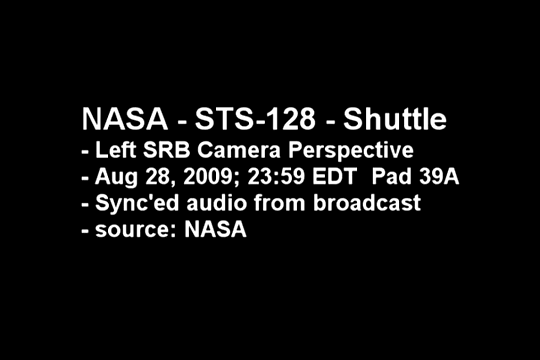 NASA - STS-128 - Shuttle
- Left SRB Camera Perspective
- Aug 28, 2009; 23:59 EDT  Pad 39A
- Sync'ed audio from broadcast
- source: NASA